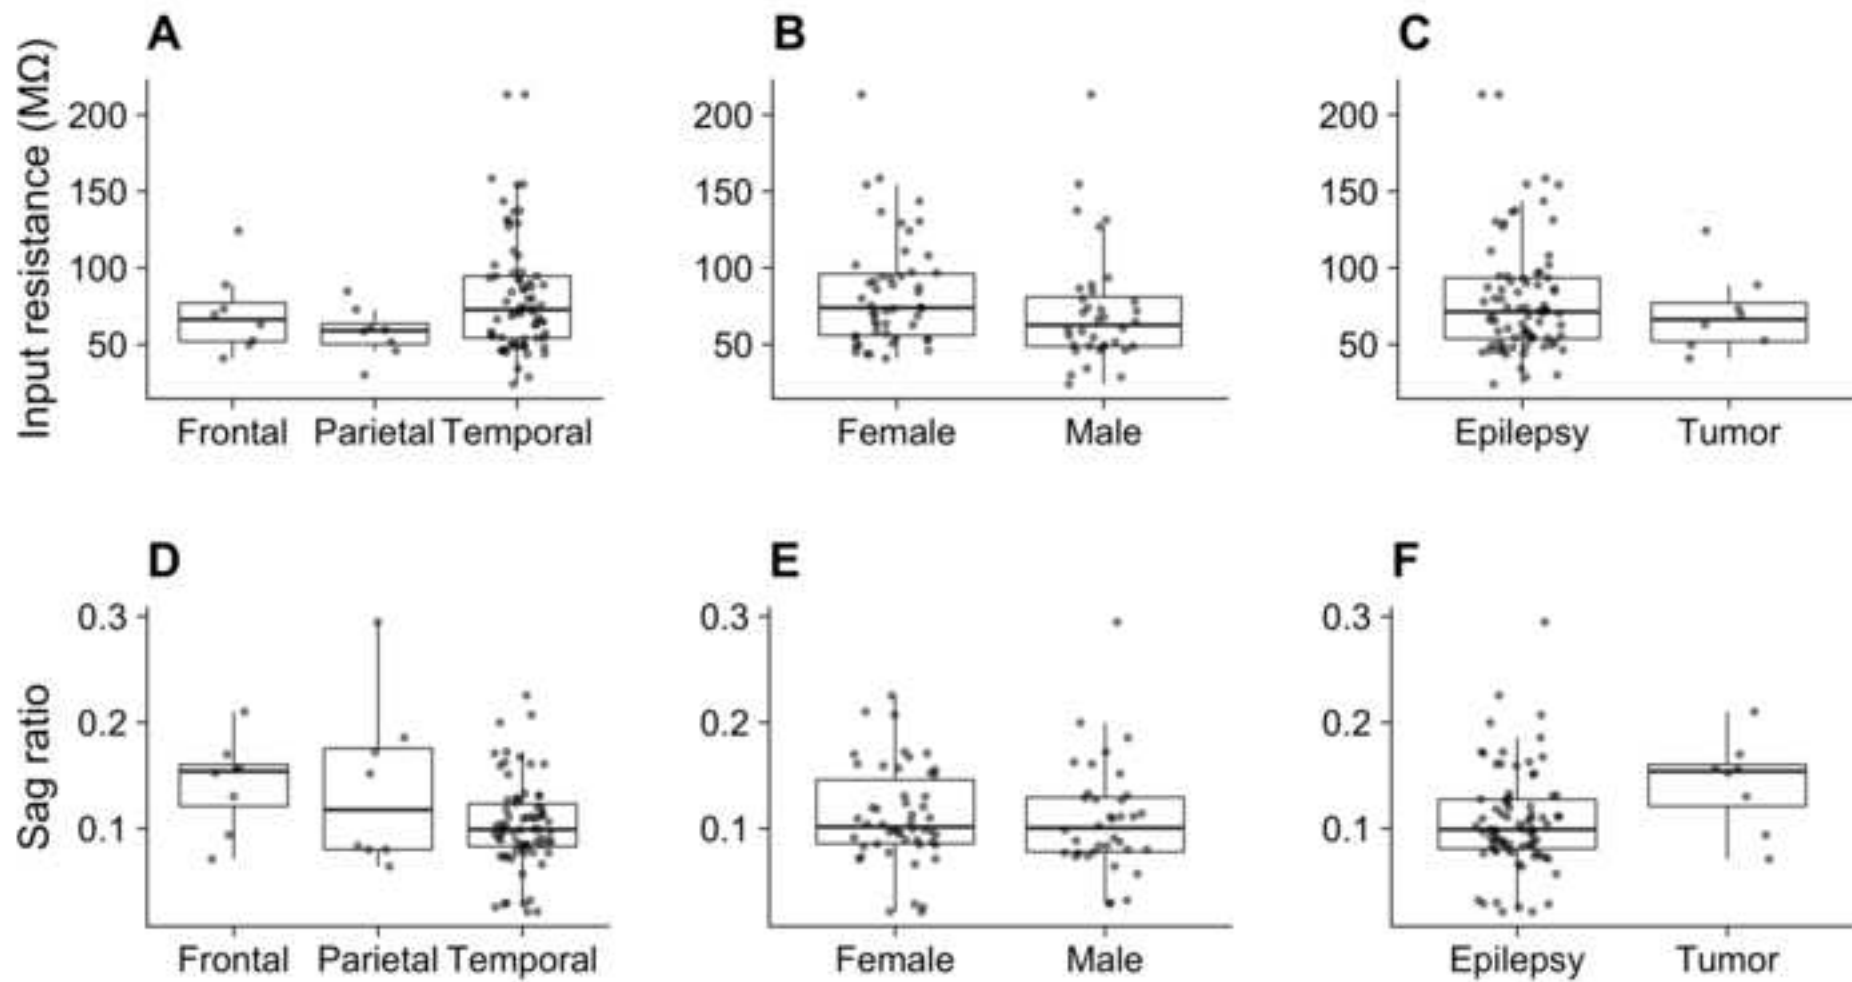 A
B
C
Input resistance (MΩ)
200
150
100
50
Frontal Parietal Temporal
200
150
100
50
Female Male
200
150
100
50
Epilepsy Tumor
D
E
F
Sag ratio
0.3
0.2
0.1
Frontal Parietal Temporal
0.3
0.2
0.1
Female Male
0.3
0.2
0.1
Epilepsy Tumor